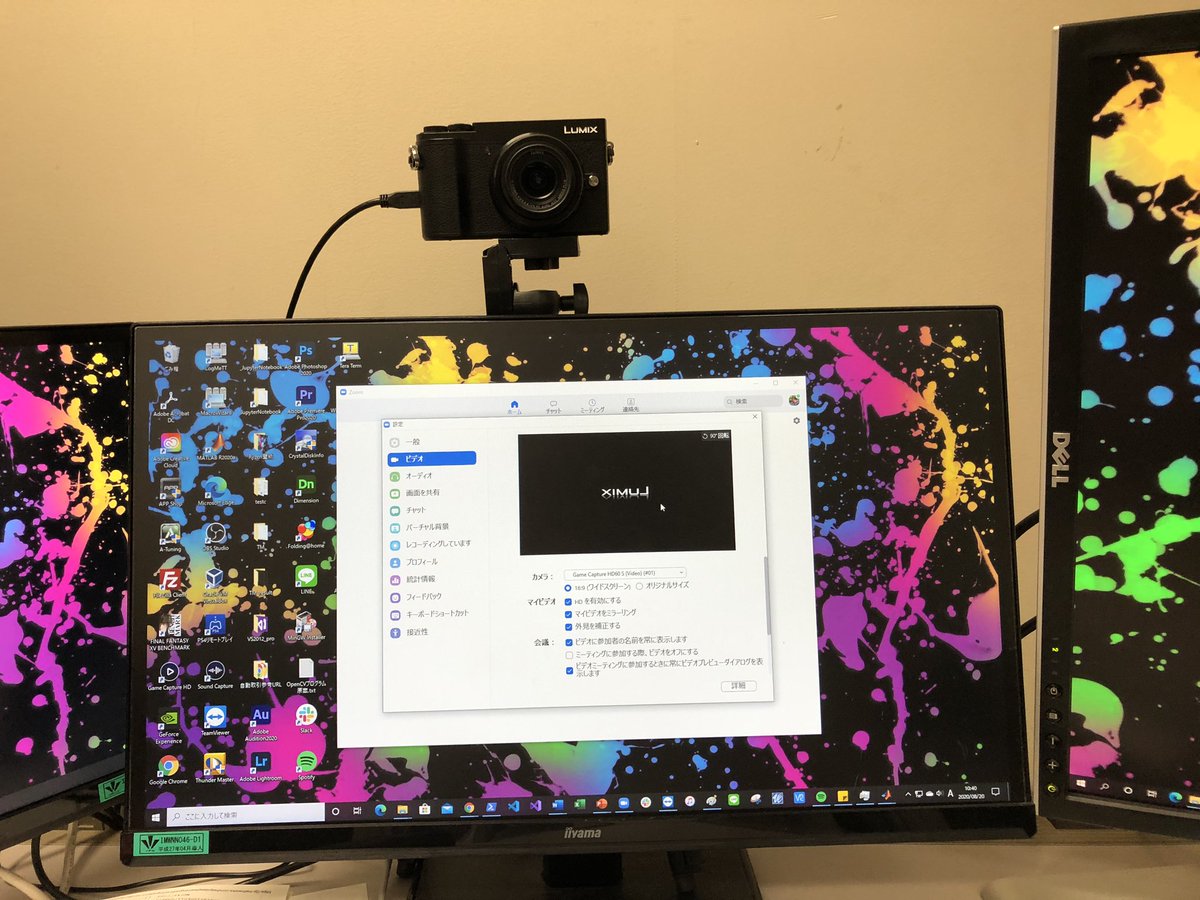 LUMIX
DELL
Zoom
ホーム
チャット
ミーティング
連絡先
検索
設定
一般
ビデオ
オーディオ
画面を共有
チャット
バーチャル背景
レコーディングしています
プロフィール
統計情報
フィードバック
キーボードショートカット
接近性
90°回転
LUMIX
カメラ：
Game Capture HD60 S (Video) (#01)
16:9 (ワイドスクリーン)
オリジナルサイズ
マイビデオ
HD を有効にする
マイビデオをミラーリング
外見を補正する
会議：
ビデオに参加者の名前を常に表示します
ミーティングに参加する際、ビデオをオフにする
ビデオミーティングに参加するときに常にビデオプレビューダイアログを表
示します
詳細
ごみ箱
LogMeTT
JupyterNotebook
Adobe Photoshop
2020
Tera Term
Adobe Acrobat
DC
JupyterNotebook
Adobe Premiere
Pro 2020
Adobe Creative
Cloud
MATLAB R2020a
CrystalDiskInfo
APP Shop
Microsoft Edge
testc
Dimension
A-Tuning
OBS Studio
Folding@home
FileZilla Client
LINE
FINAL FANTASY
XV BENCHMARK
PS4リモートプレイ
VS2012_pro
MinGW Installer
Game Capture HD
Sound Capture
自動取引参考URL
OpenCVプログラム
原案.txt
GeForce
Experience
TeamViewer
Adobe
Audition 2020
Slack
Google Chrome
Thunder Master
Adobe Lightroom
Spotify
ここに入力して検索
A
10:40
2020/08/20
iiyama
IMWNNO46-D1
平成27年04月購入